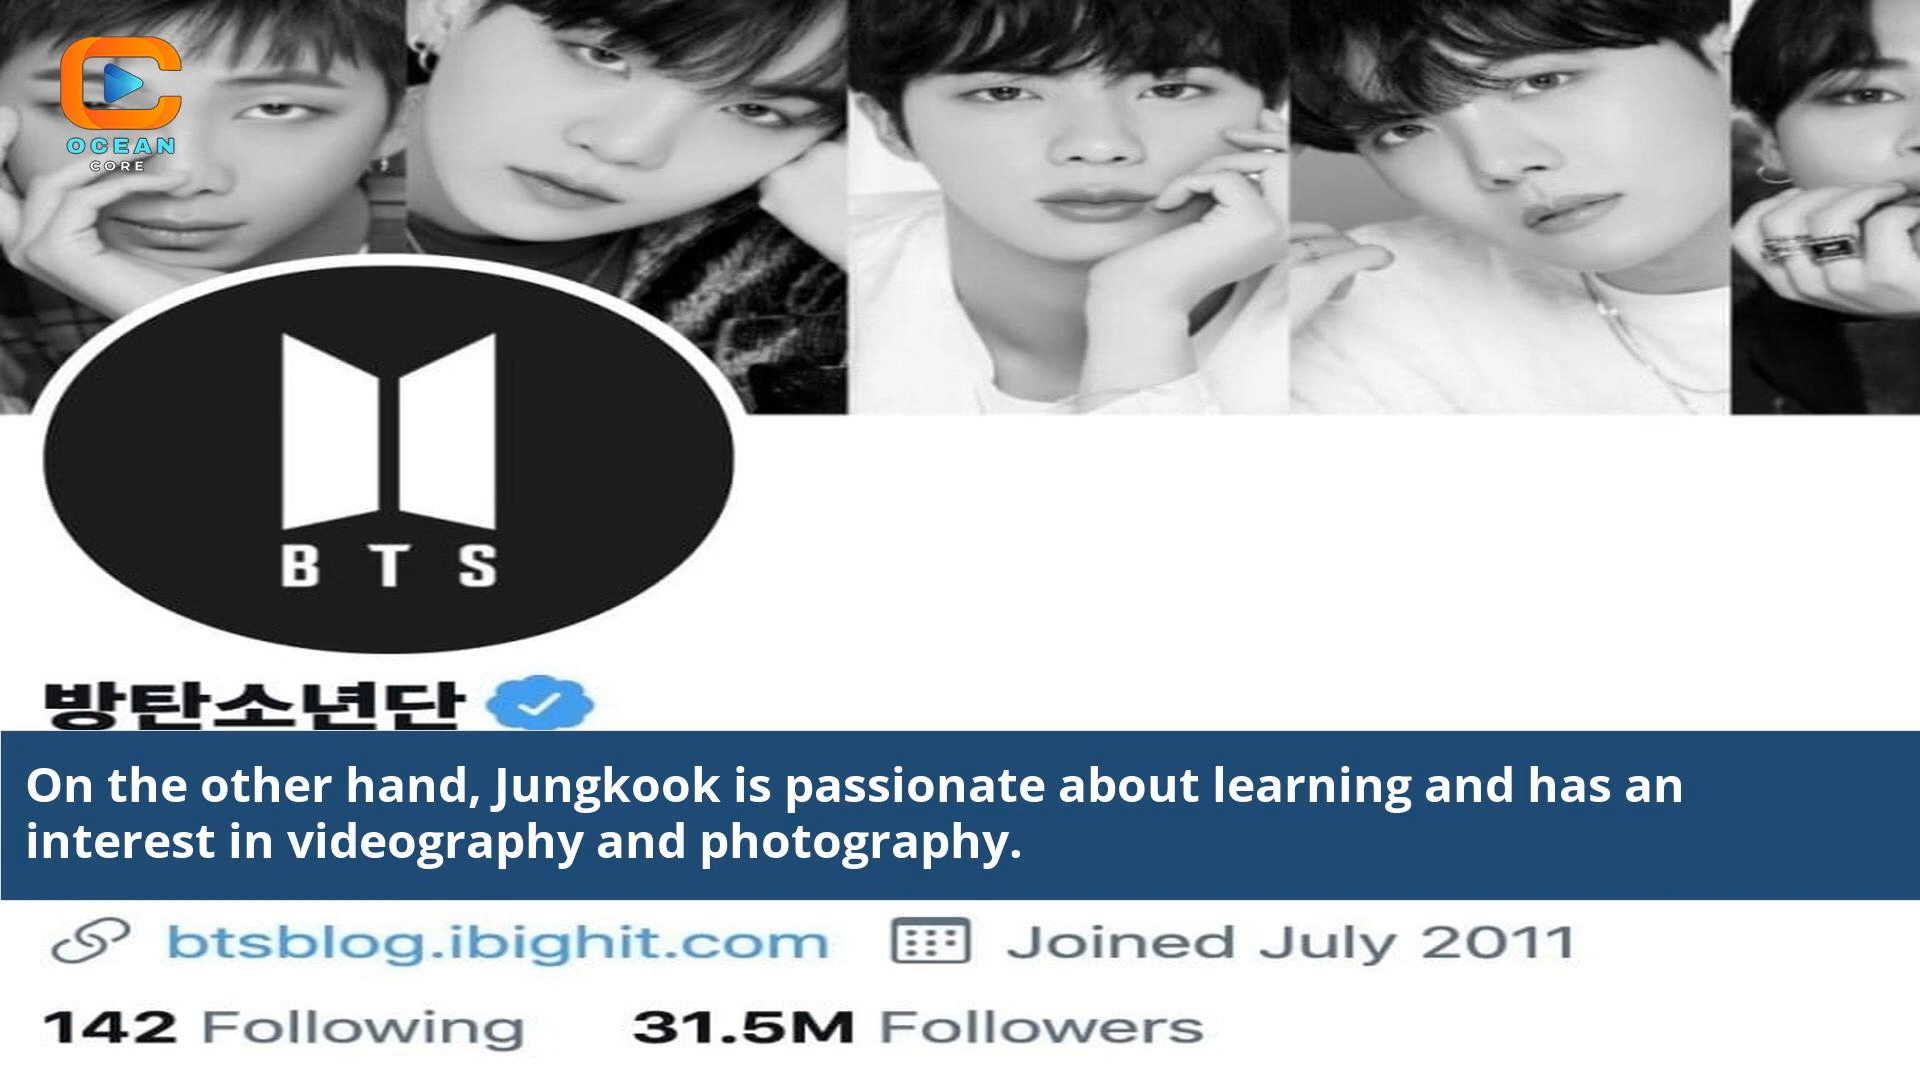 OCEAN
CORE
BTS
방탄소년단
On the other hand, Jungkook is passionate about learning and has an
interest in videography and photography.
btsblog.ibighit.com Joined July 2011
142 Following 31.5M Followers